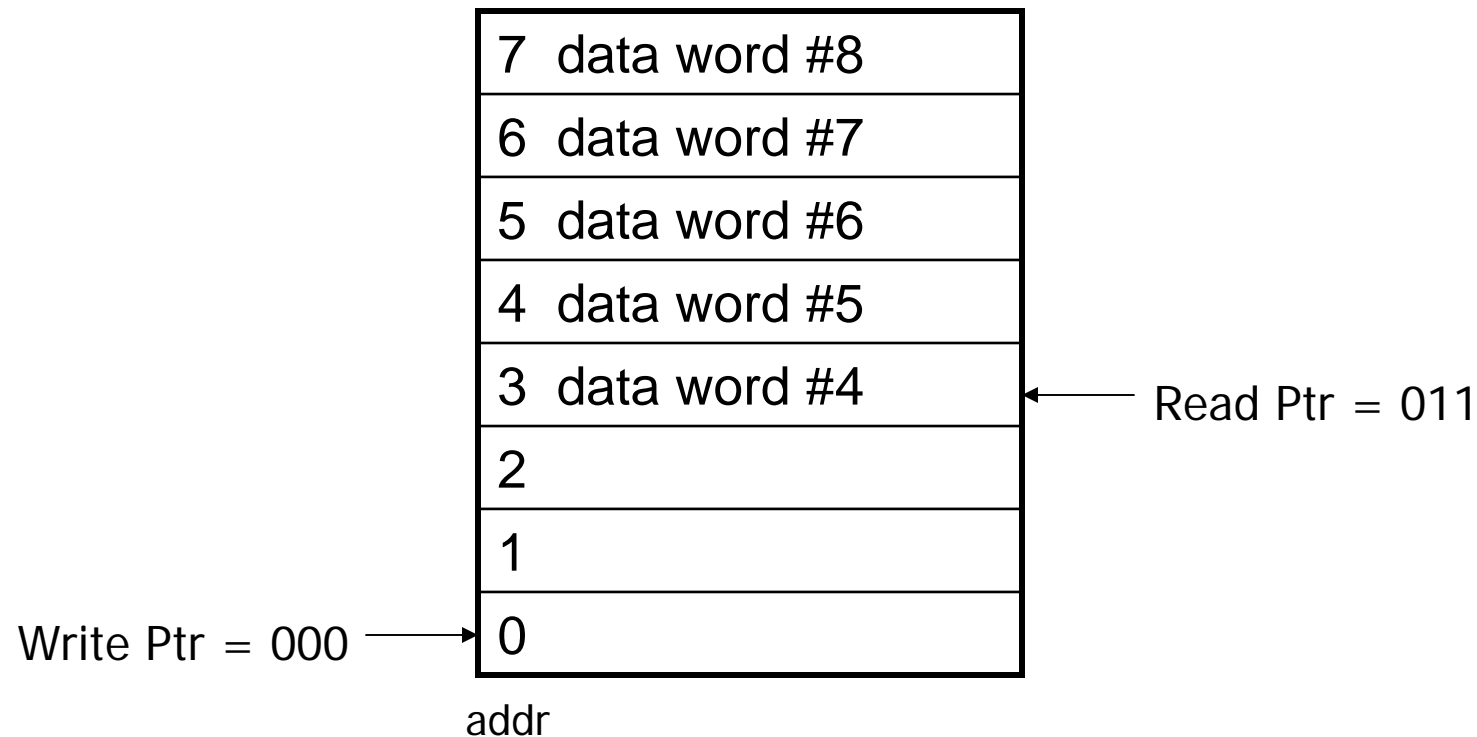 7 data word #8
6 data word #7
5 data word #6
4 data word #5
3 data word #4
Read Ptr = 011
2
1
Write Ptr = 000
0
addr